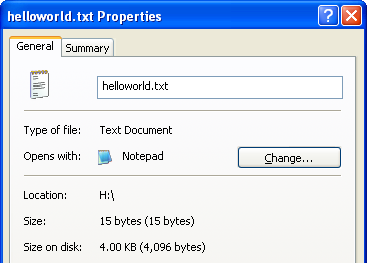 helloworld.txt Properties
General Summary
helloworld.txt
Type of file: Text Document
Opens with: Notepad Change...
Location: H:\
Size: 15 bytes (15 bytes)
Size on disk: 4.00 KB (4,096 bytes)